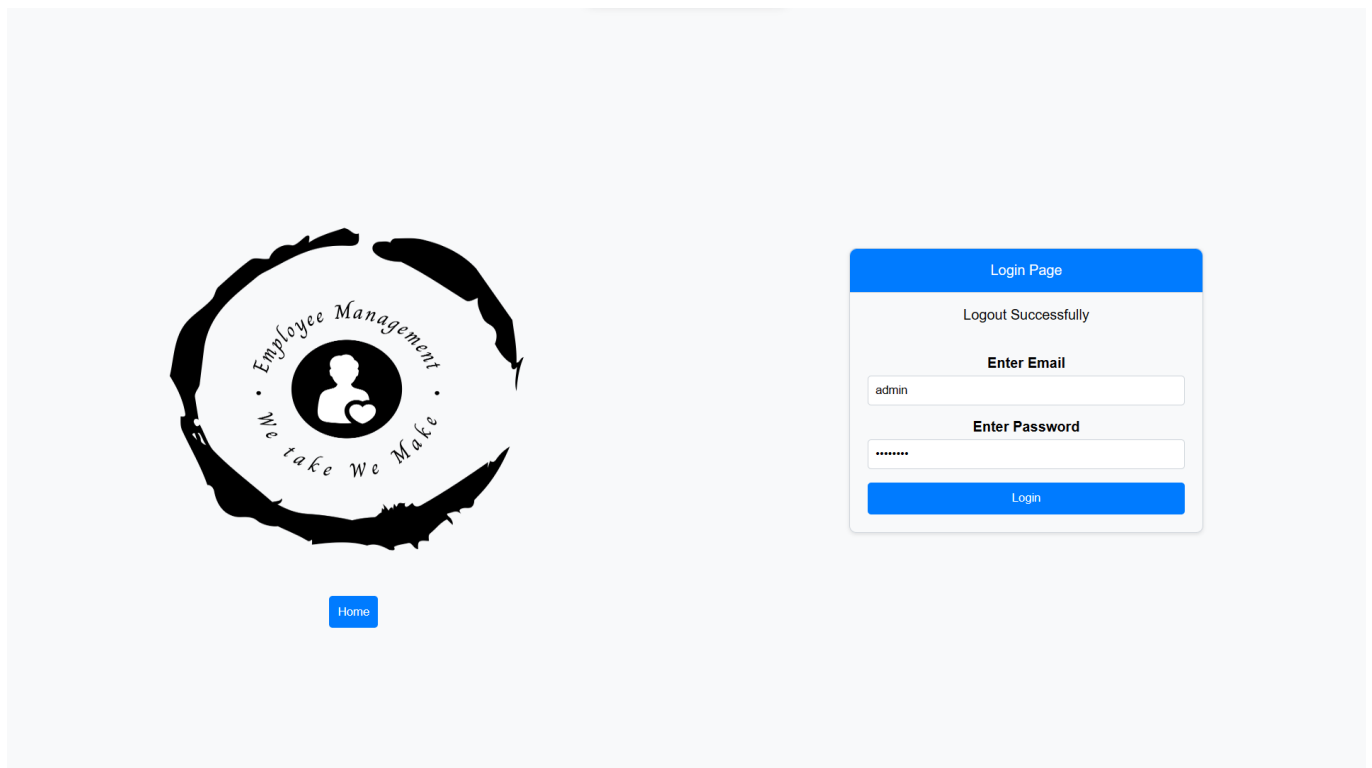 • Employee Management •
We take We Make
Home
Login Page
Logout Successfully
Enter Email
admin
Enter Password
••••••••
Login